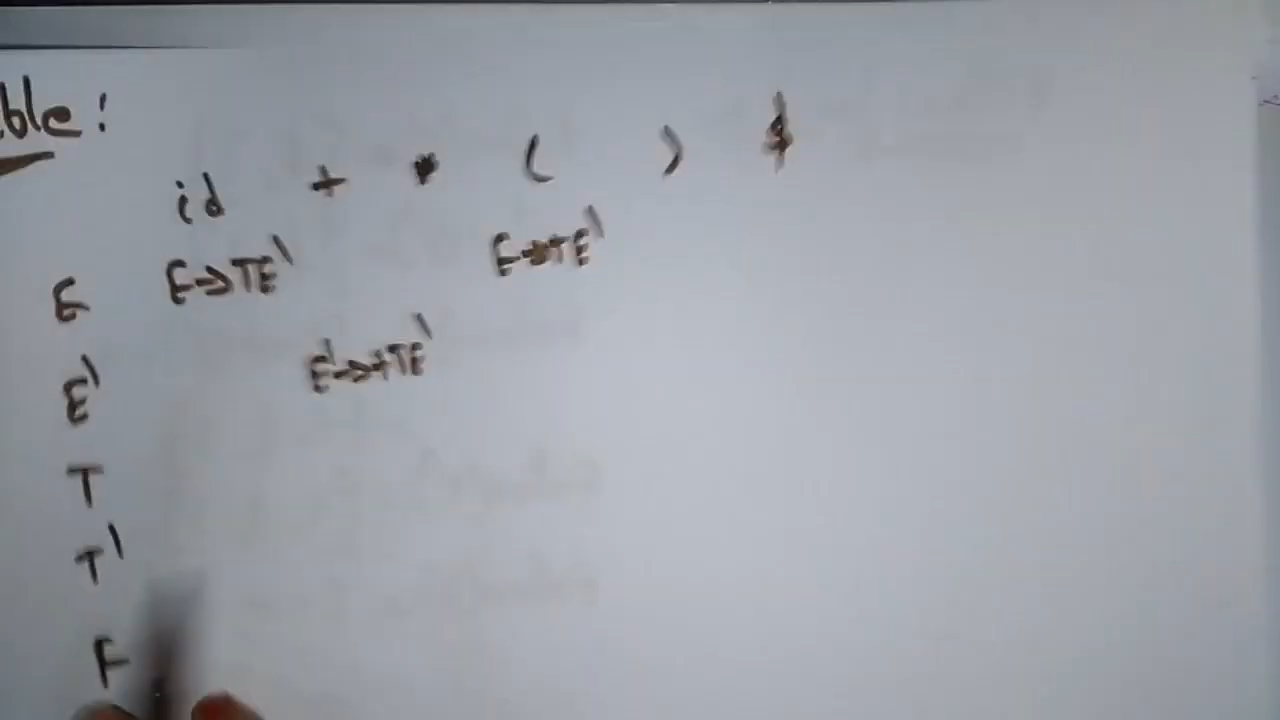 ble:
id + * ( ) $
E E→TE' E→TE'
E' E'→+TE'
T
T'
F